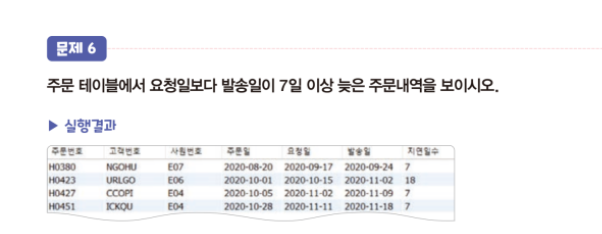 문제 6
주문 테이블에서 요청일보다 발송일이 7일 이상 늦은 주문내역을 보이시오.
▶ 실행결과
주문번호 고객번호 사원번호 주문일 요청일 발송일 지연일수
H0380 NGOHU E07 2020-08-20 2020-09-17 2020-09-24 7
H0423 URLGO E06 2020-10-01 2020-10-15 2020-11-02 18
H0427 CCOPI E04 2020-10-05 2020-11-02 2020-11-09 7
H0451 ICKQU E04 2020-10-28 2020-11-11 2020-11-18 7